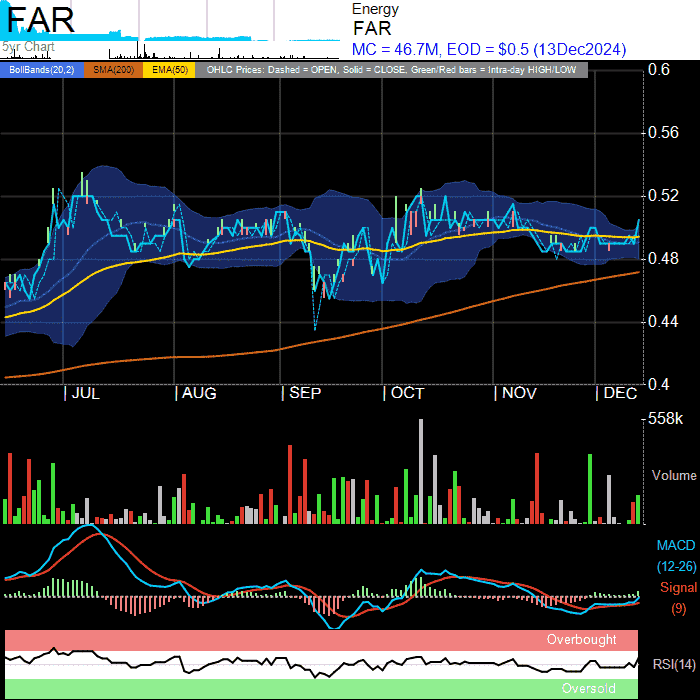 FAR
5yr Chart
Energy
FAR
MC = 46.7M, EOD = $0.5 (13Dec2024)
BollBands(20,2) SMA(200) EMA(50) OHLC Prices: Dashed = OPEN, Solid = CLOSE, Green/Red bars = Intra-day HIGH/LOW
0.6
0.56
0.52
0.48
0.44
0.4
| JUL | AUG | SEP | OCT | NOV | DEC
558k
Volume
MACD
(12-26)
Signal
(9)
Overbought
RSI(14)
Oversold